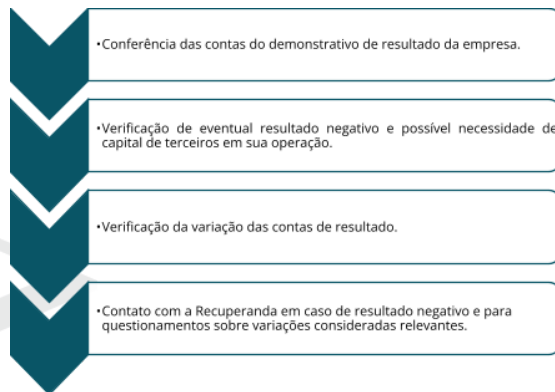 •Conferência das contas do demonstrativo de resultado da empresa.
•Verificação de eventual resultado negativo e possível necessidade de
capital de terceiros em sua operação.
•Verificação da variação das contas de resultado.
•Contato com a Recuperanda em caso de resultado negativo e para
questionamentos sobre variações consideradas relevantes.